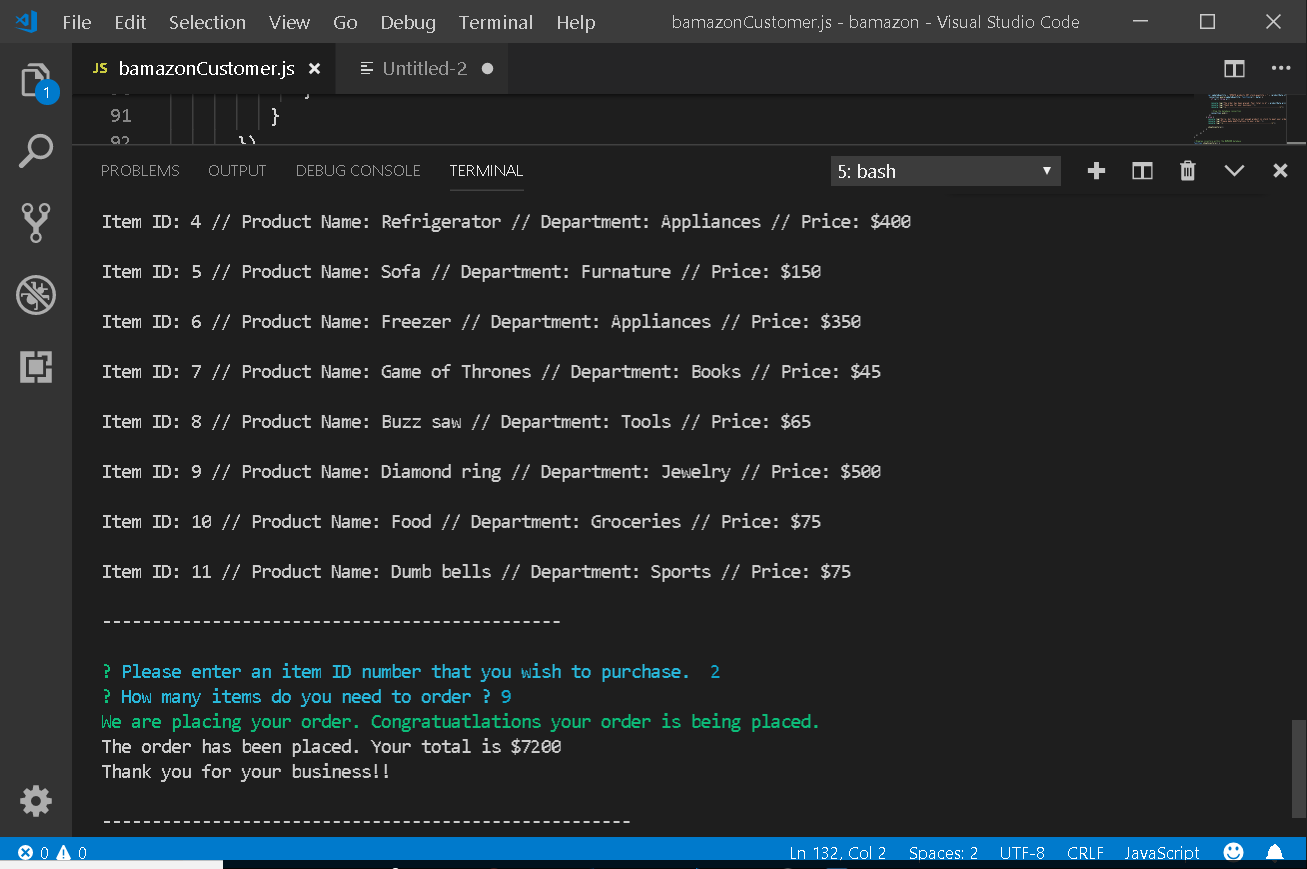 File Edit Selection View Go Debug Terminal Help bamazonCustomer.js - bamazon - Visual Studio Code
JS bamazonCustomer.js Untitled-2
1
91 }
92 })
PROBLEMS OUTPUT DEBUG CONSOLE TERMINAL 5: bash
Item ID: 4 // Product Name: Refrigerator // Department: Appliances // Price: $400
Item ID: 5 // Product Name: Sofa // Department: Furnature // Price: $150
Item ID: 6 // Product Name: Freezer // Department: Appliances // Price: $350
Item ID: 7 // Product Name: Game of Thrones // Department: Books // Price: $45
Item ID: 8 // Product Name: Buzz saw // Department: Tools // Price: $65
Item ID: 9 // Product Name: Diamond ring // Department: Jewelry // Price: $500
Item ID: 10 // Product Name: Food // Department: Groceries // Price: $75
Item ID: 11 // Product Name: Dumb bells // Department: Sports // Price: $75
----------------------------------------------
? Please enter an item ID number that you wish to purchase. 2
? How many items do you need to order ? 9
We are placing your order. Congratuatlations your order is being placed.
The order has been placed. Your total is $7200
Thank you for your business!!
-----------------------------------------------------
0 0 Ln 132, Col 2 Spaces: 2 UTF-8 CRLF JavaScript